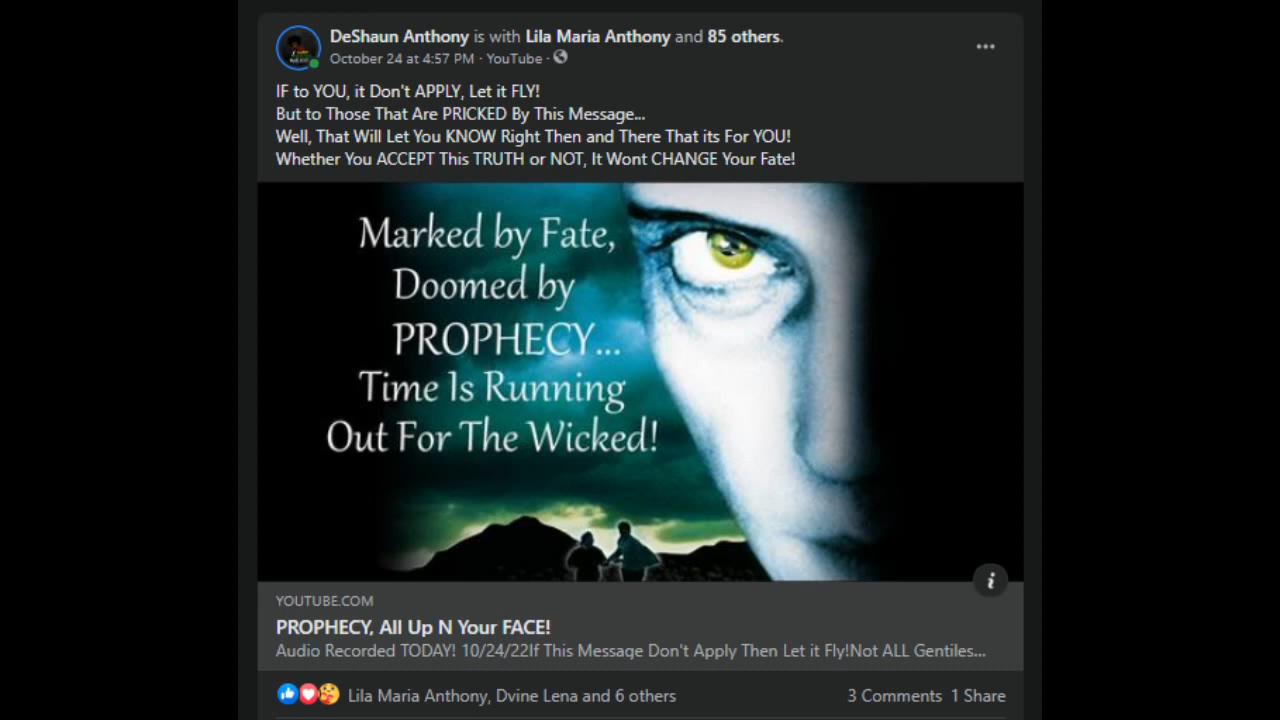 DeShaun Anthony is with Lila Maria Anthony and 85 others.
October 24 at 4:57 PM · YouTube ·
IF to YOU, it Don't APPLY, Let it FLY!
But to Those That Are PRICKED By This Message...
Well, That Will Let You KNOW Right Then and There That its For YOU!
Whether You ACCEPT This TRUTH or NOT, It Wont CHANGE Your Fate!
Marked by Fate,
Doomed by
PROPHECY...
Time Is Running
Out For The Wicked!
YOUTUBE.COM
PROPHECY, All Up N Your FACE!
Audio Recorded TODAY! 10/24/22If This Message Don't Apply Then Let it Fly!Not ALL Gentiles...
Lila Maria Anthony, Dvine Lena and 6 others
3 Comments 1 Share